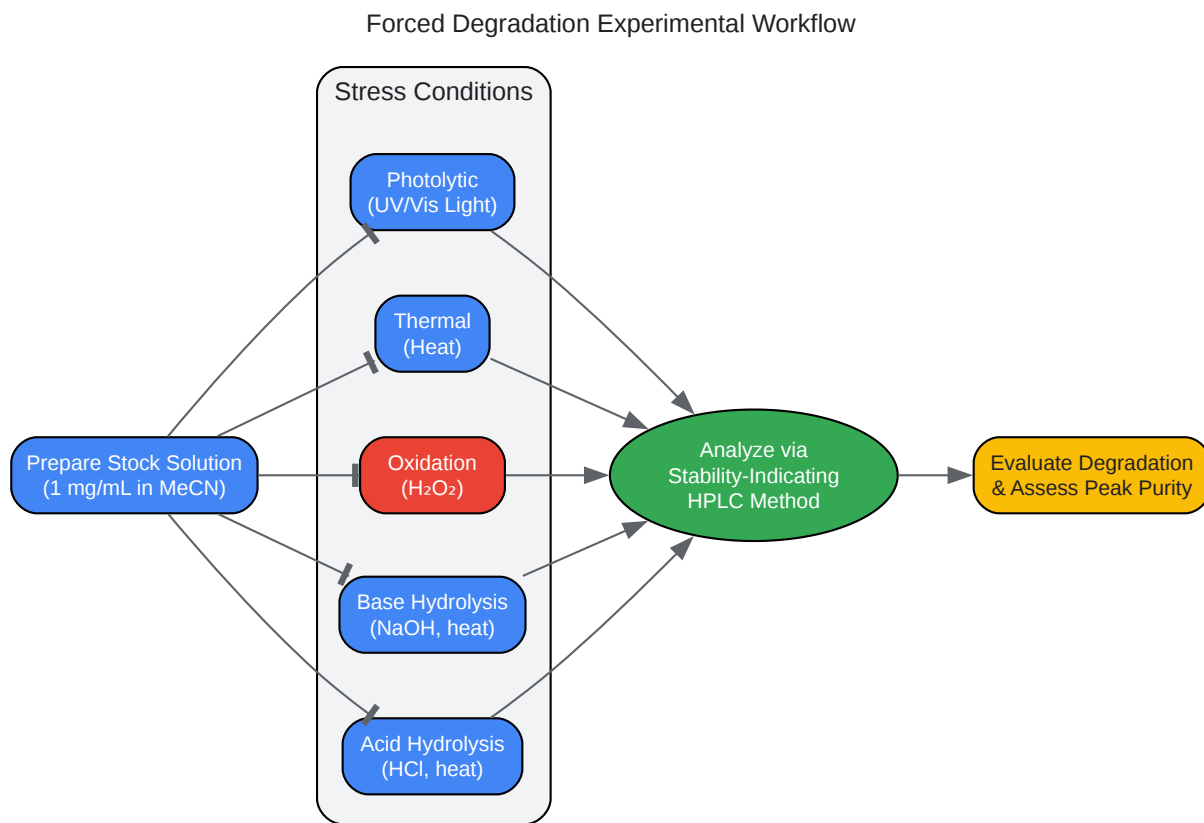 Forced Degradation Experimental Workflow
Stress Conditions
Photolytic
(UV/Vis Light)
Thermal
(Heat)
Prepare Stock Solution
(1 mg/mL in MeCN)
Oxidation
(H₂O₂)
Analyze via
Stability-Indicating
HPLC Method
Evaluate Degradation
& Assess Peak Purity
Base Hydrolysis
(NaOH, heat)
Acid Hydrolysis
(HCl, heat)